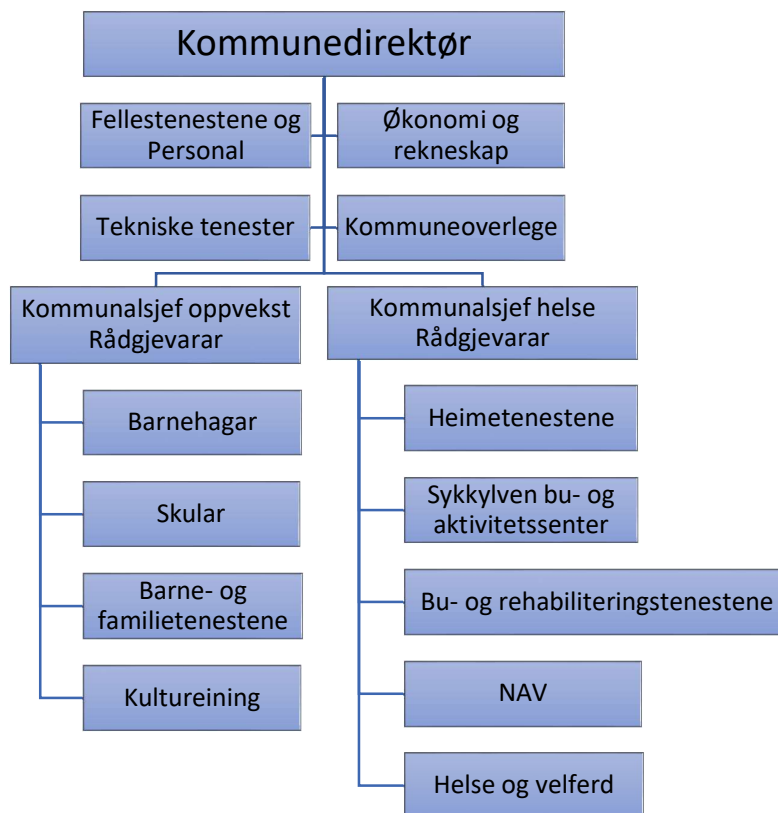 Kommunedirektør
Fellestenestene og
Personal
Økonomi og
rekneskap
Tekniske tenester
Kommuneoverlege
Kommunalsjef oppvekst
Rådgjevarar
Barnehagar
Skular
Barne- og
familietenestene
Kultureining
Kommunalsjef helse
Rådgjevarar
Heimetenestene
Sykkylven bu- og
aktivitetssenter
Bu- og rehabiliteringstenestene
NAV
Helse og velferd